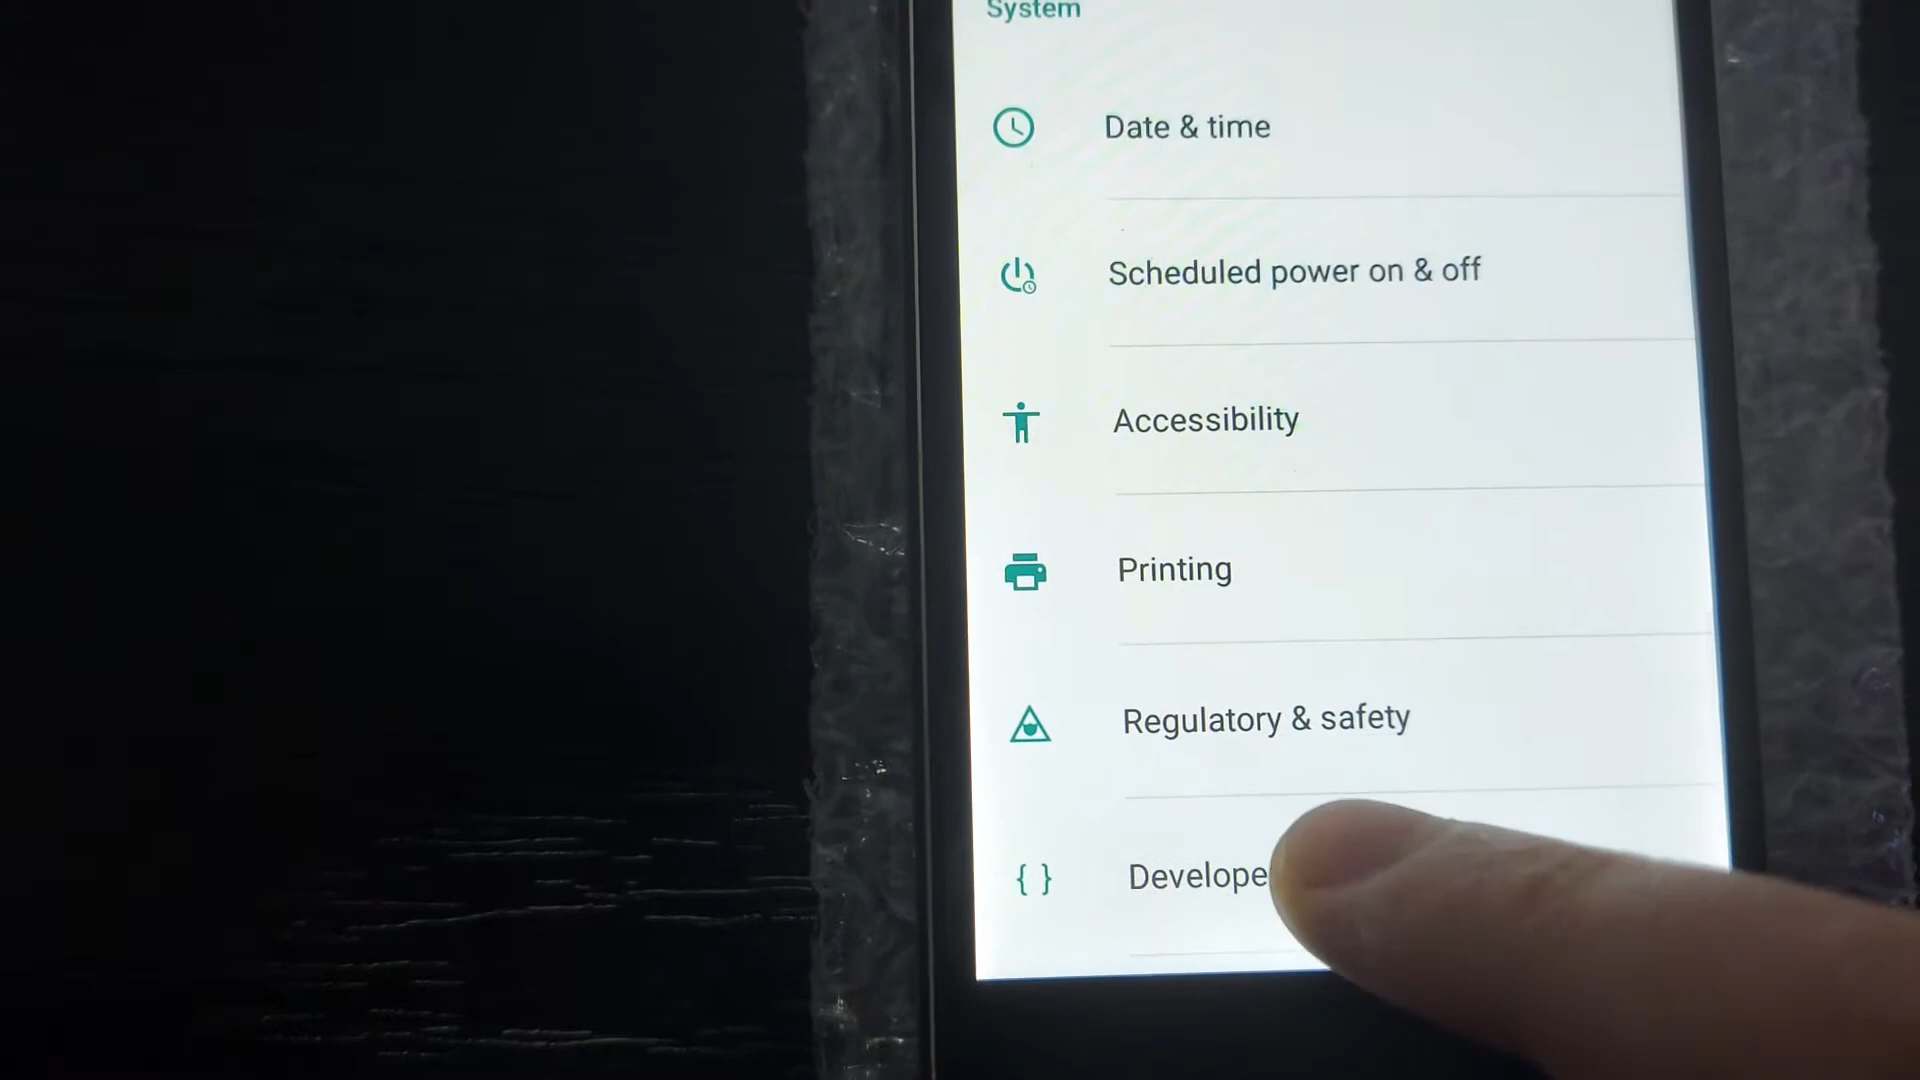 System
Date & time
Scheduled power on & off
Accessibility
Printing
Regulatory & safety
{ } Develope